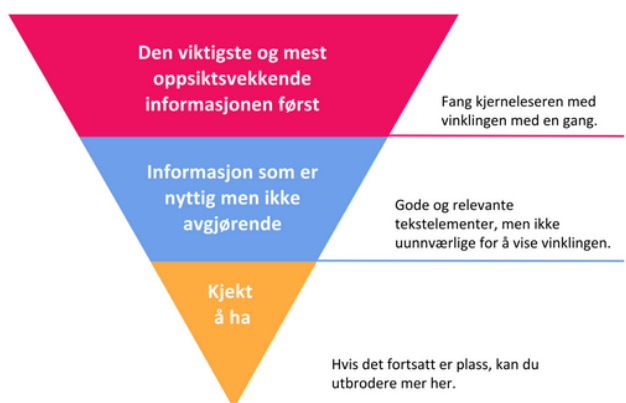 Den viktigste og mest
oppsiktsvekkende
informasjonen først
Fang kjerneleseren med
vinklingen med en gang.
Informasjon som er
nyttig men ikke
avgjørende
Gode og relevante
tekstelementer, men ikke
uunnværlige for å vise vinklingen.
Kjekt
å ha
Hvis det fortsatt er plass, kan du
utbrodere mer her.